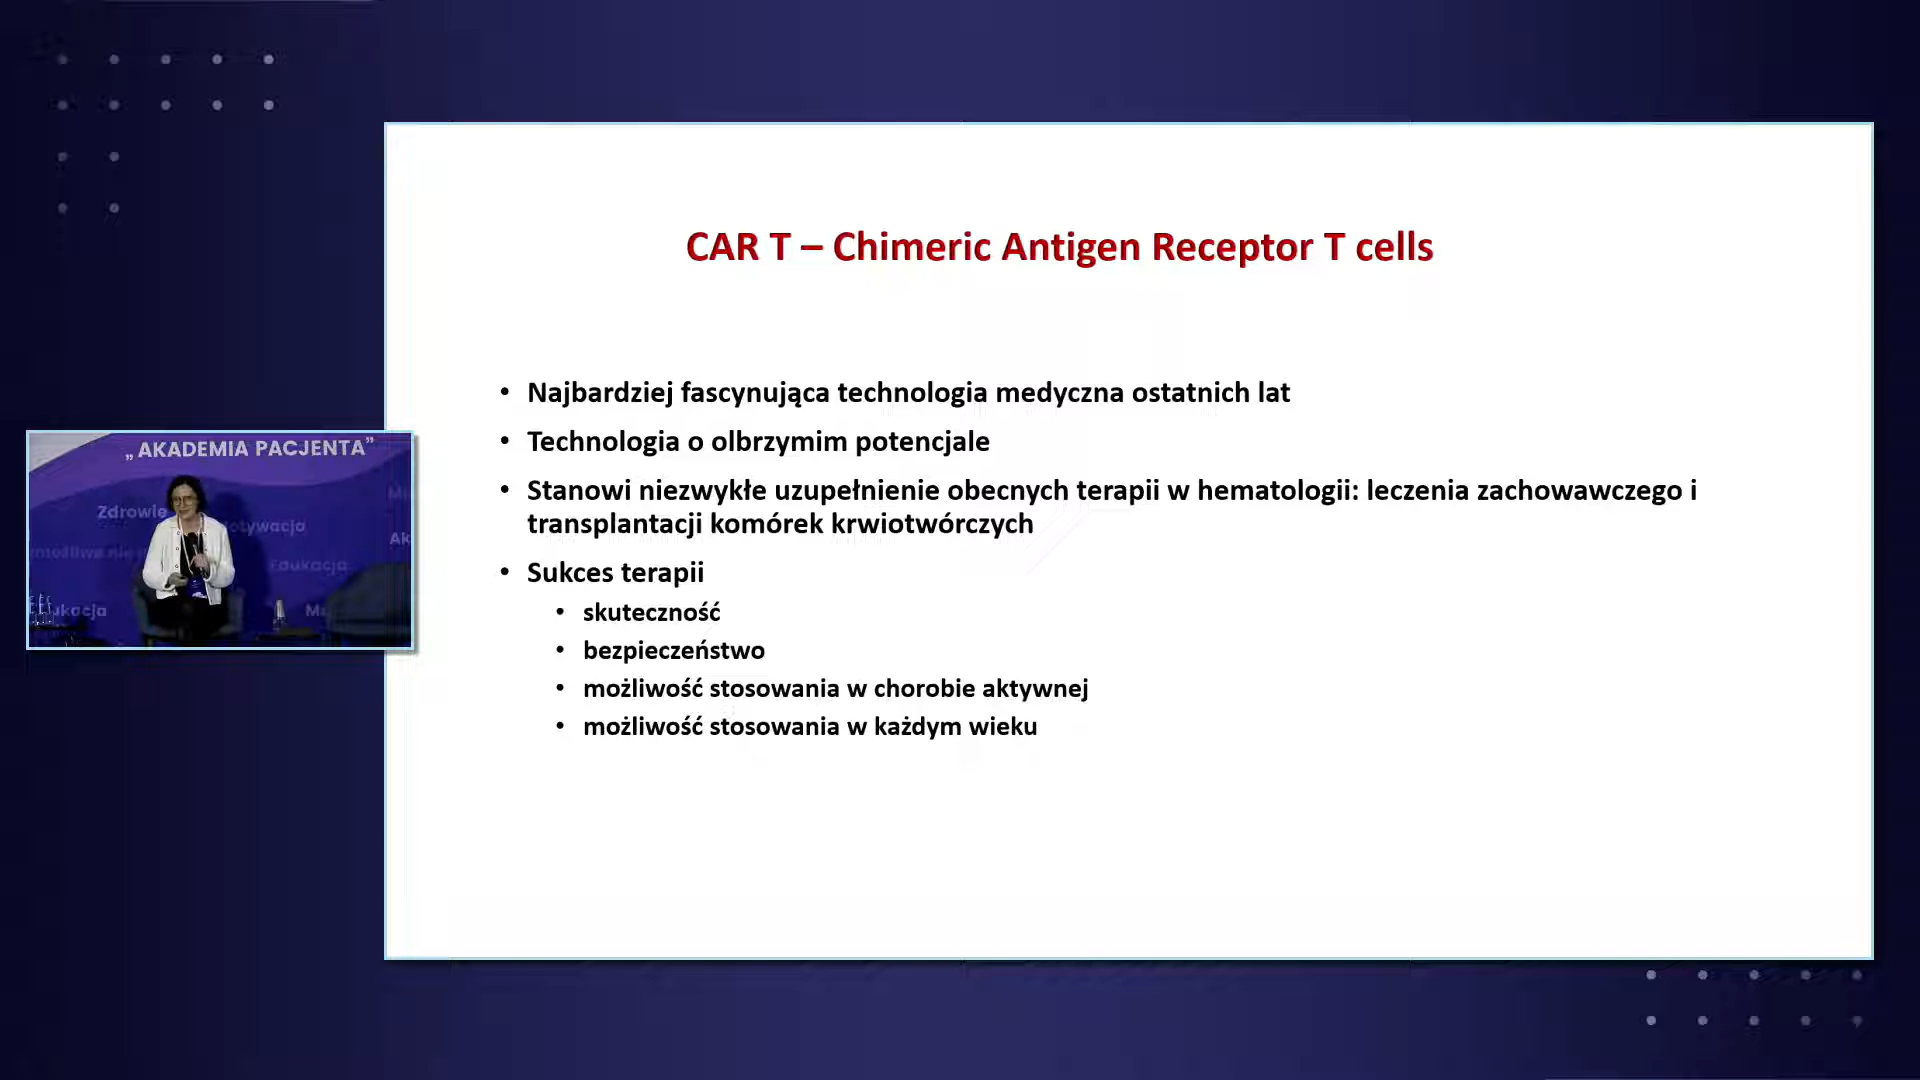 CAR T – Chimeric Antigen Receptor T cells
• Najbardziej fascynująca technologia medyczna ostatnich lat
• Technologia o olbrzymim potencjale
• Stanowi niezwykłe uzupełnienie obecnych terapii w hematologii: leczenia zachowawczego i
transplantacji komórek krwiotwórczych
• Sukces terapii
• skuteczność
• bezpieczeństwo
• możliwość stosowania w chorobie aktywnej
• możliwość stosowania w każdym wieku
„AKADEMIA PACJENTA”
Zdrowie
Edukacja